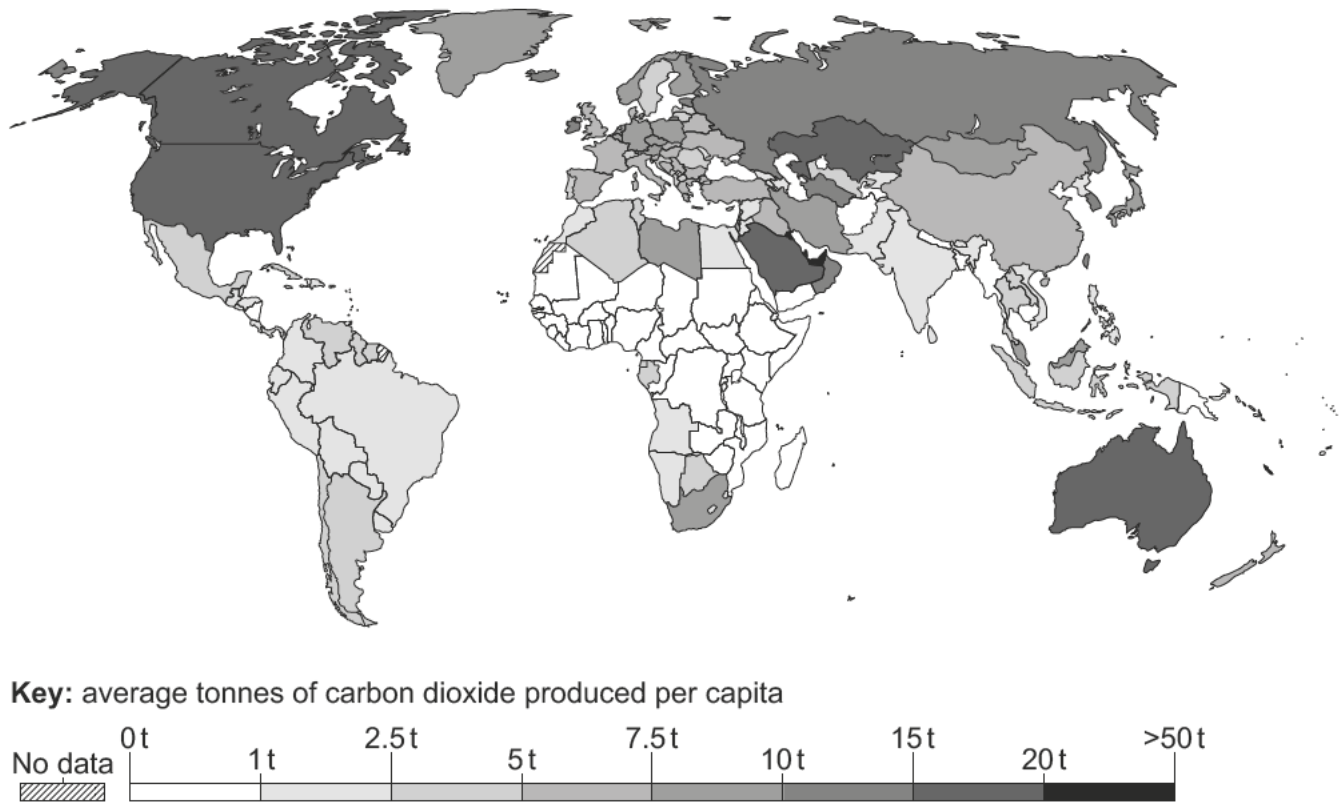 Key: average tonnes of carbon dioxide produced per capita
0 t 2.5 t 7.5 t 15 t >50 t
No data 1 t 5 t 10 t 20 t